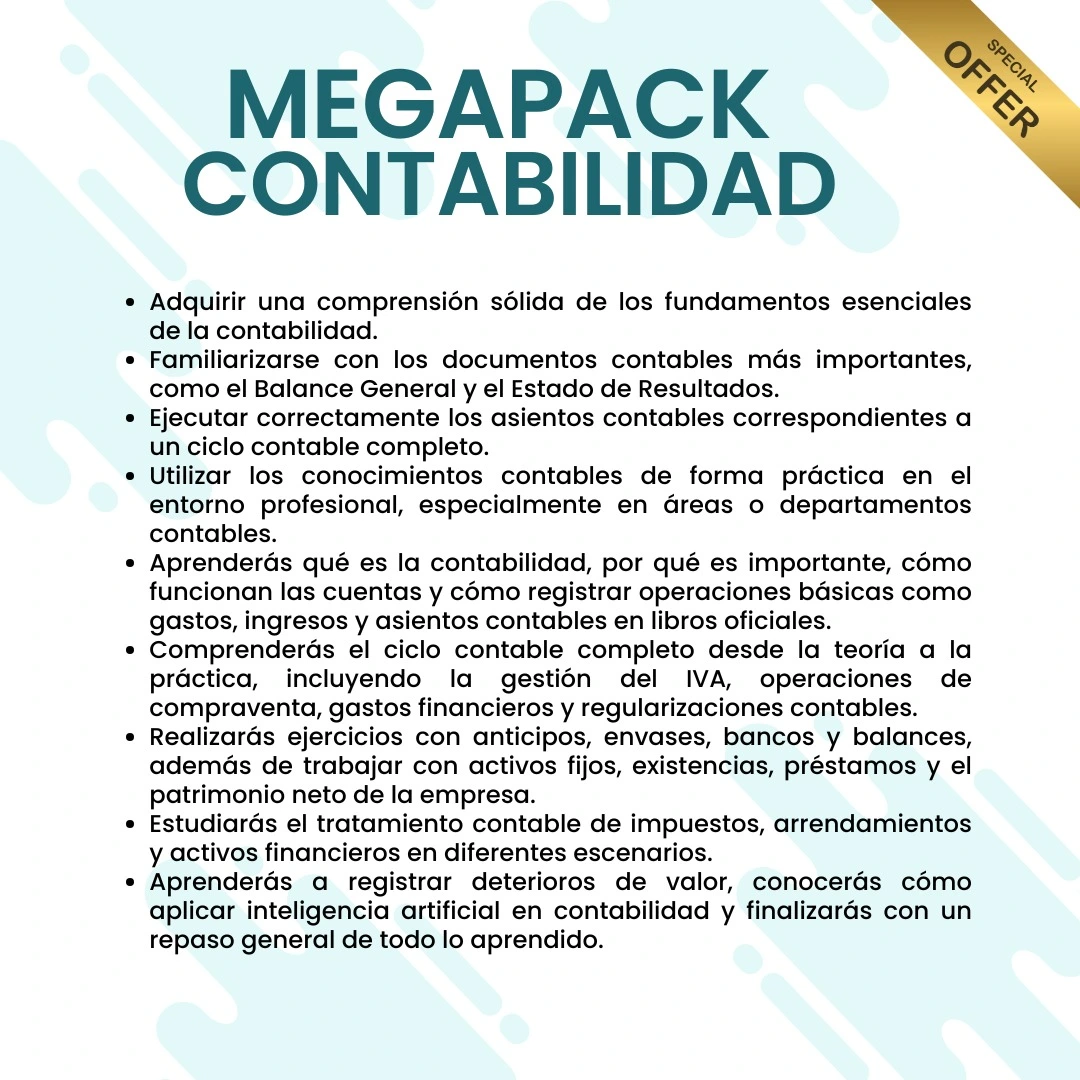 SPECIAL
OFFER
MEGAPACK
CONTABILIDAD
• Adquirir una comprensión sólida de los fundamentos esenciales
de la contabilidad.
• Familiarizarse con los documentos contables más importantes,
como el Balance General y el Estado de Resultados.
• Ejecutar correctamente los asientos contables correspondientes a
un ciclo contable completo.
• Utilizar los conocimientos contables de forma práctica en el
entorno profesional, especialmente en áreas o departamentos
contables.
• Aprenderás qué es la contabilidad, por qué es importante, cómo
funcionan las cuentas y cómo registrar operaciones básicas como
gastos, ingresos y asientos contables en libros oficiales.
• Comprenderás el ciclo contable completo desde la teoría a la
práctica, incluyendo la gestión del IVA, operaciones de
compraventa, gastos financieros y regularizaciones contables.
• Realizarás ejercicios con anticipos, envases, bancos y balances,
además de trabajar con activos fijos, existencias, préstamos y el
patrimonio neto de la empresa.
• Estudiarás el tratamiento contable de impuestos, arrendamientos
y activos financieros en diferentes escenarios.
• Aprenderás a registrar deterioros de valor, conocerás cómo
aplicar inteligencia artificial en contabilidad y finalizarás con un
repaso general de todo lo aprendido.